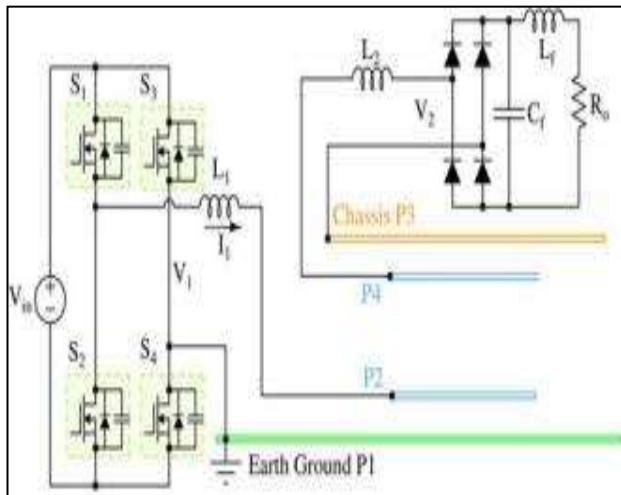 S1
S3
L1
I1
V1
Vin
S2
S4
Earth Ground P1
L2
V2
Cf
Lf
Ro
Chassis P3
P4
P2